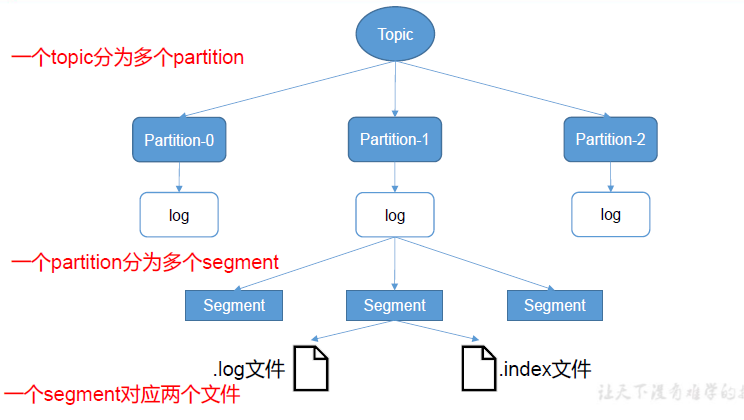 Topic
一个topic分为多个partition
Partition-0 Partition-1 Partition-2
log log log
一个partition分为多个segment
Segment Segment Segment
.log文件 .index文件
一个segment对应两个文件
让天下没有难学的